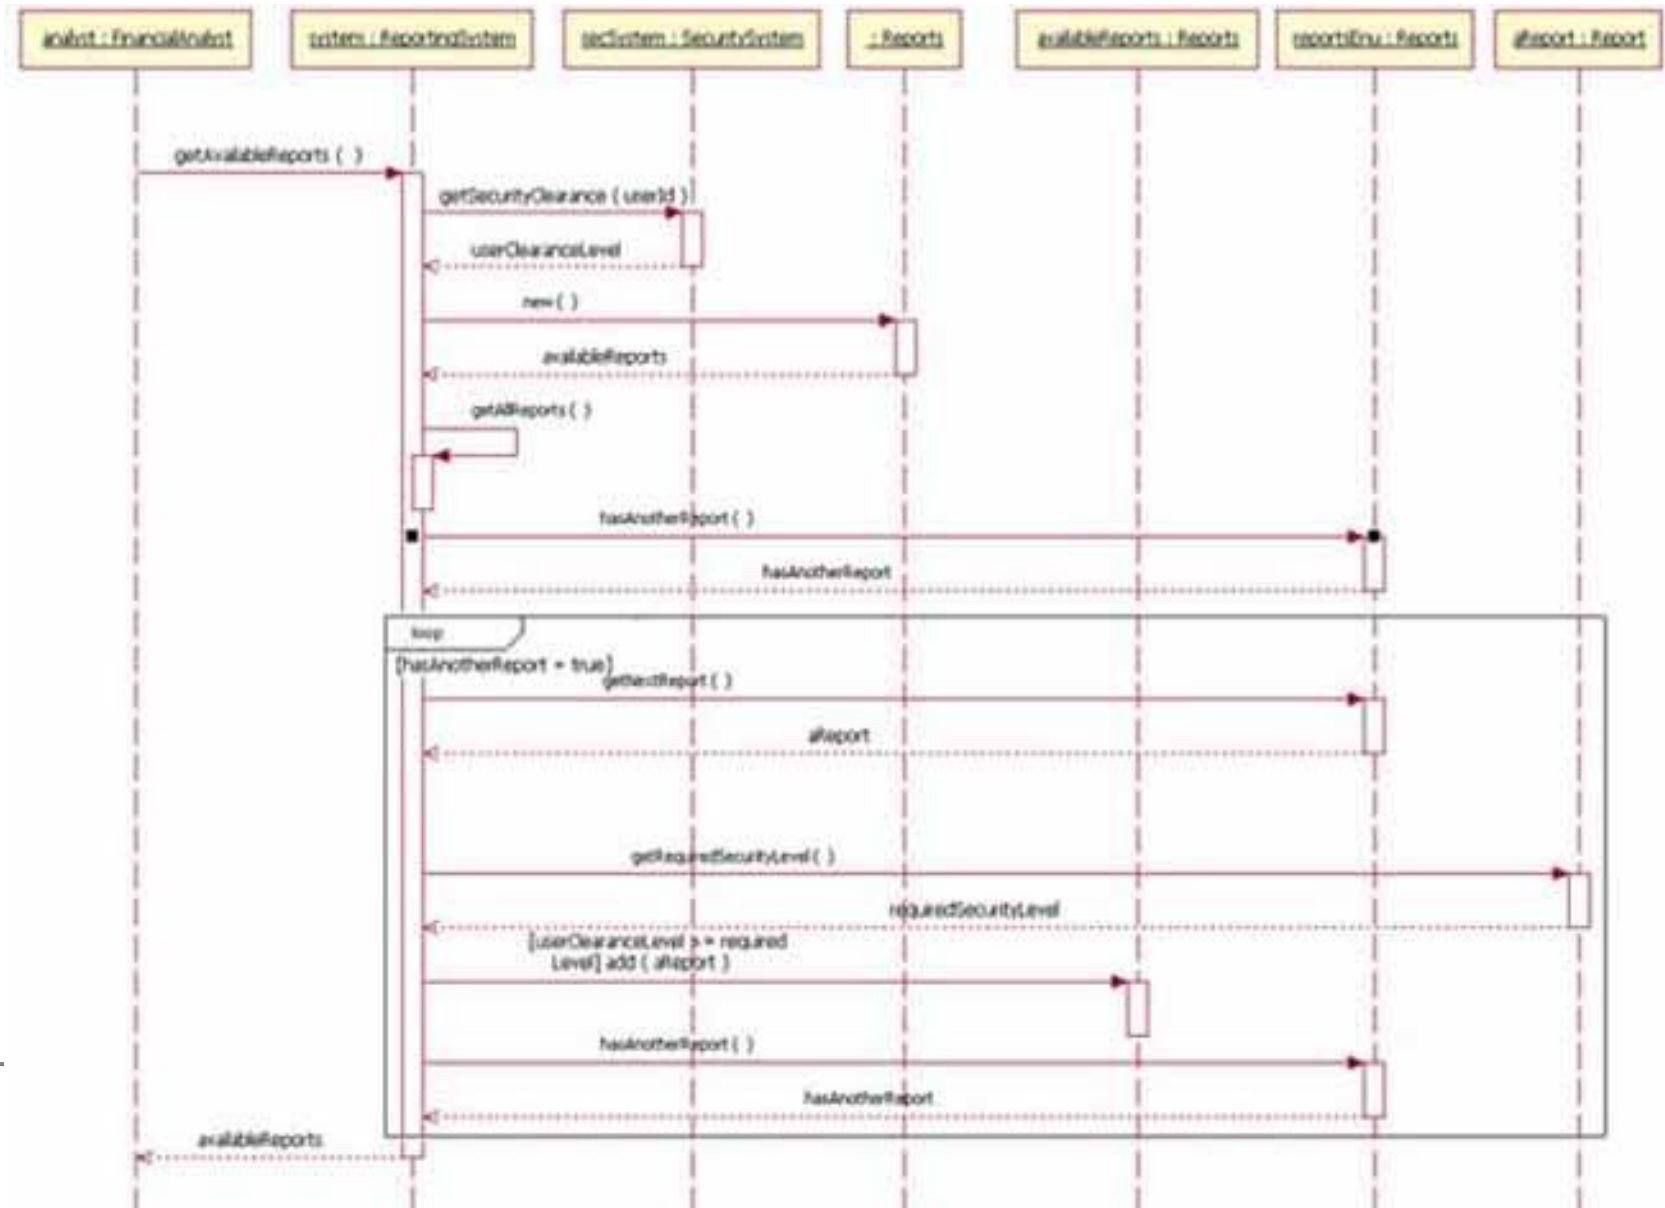 analyst : FinancialAnalyst
system : ReportingSystem
secSystem : SecuritySystem
: Reports
availableReports : Reports
reportsEnu : Reports
aReport : Report
getAvailableReports ( )
getSecurityClearance ( userId )
userClearanceLevel
new ( )
availableReports
getAllReports ( )
hasAnotherReport ( )
hasAnotherReport
loop
[hasAnotherReport = true]
getNextReport ( )
aReport
getRequiredSecurityLevel ( )
requiredSecurityLevel
[userClearanceLevel > = required
Level] add ( aReport )
hasAnotherReport ( )
hasAnotherReport
availableReports